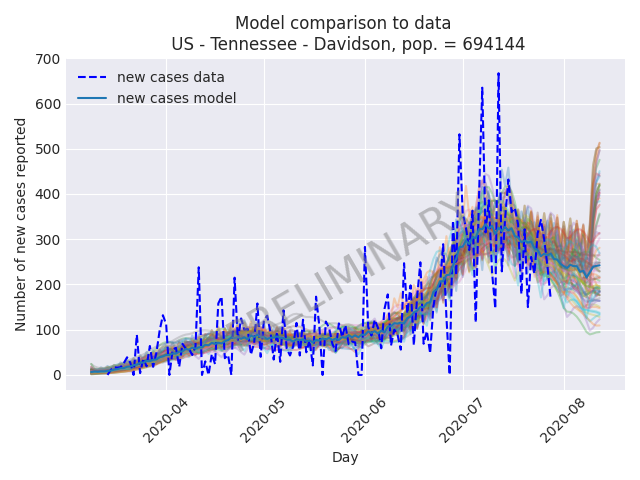 Model comparison to data
US - Tennessee - Davidson, pop. = 694144
700
600
500
400
300
200
100
0
Number of new cases reported
new cases data
new cases model
PRELIMINARY
2020-04
2020-05
2020-06
2020-07
2020-08
Day